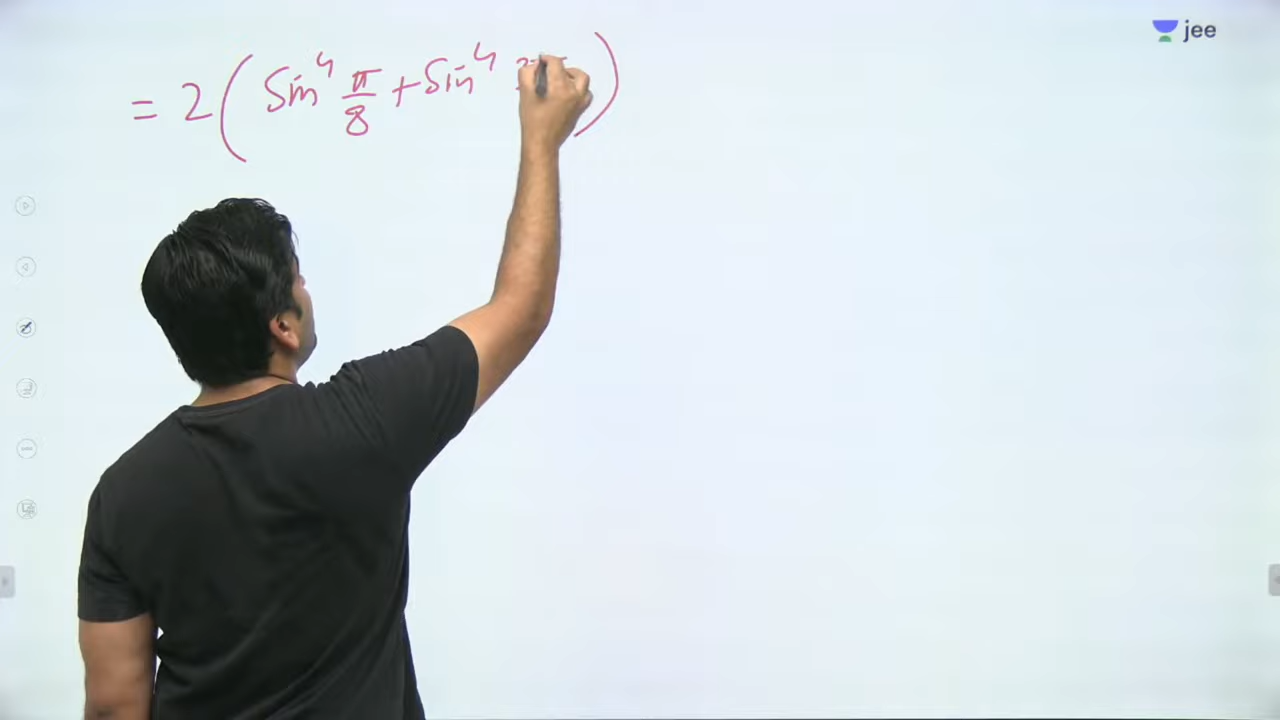 jee
= 2 ( Sin⁴ π/8 + Sin⁴ )